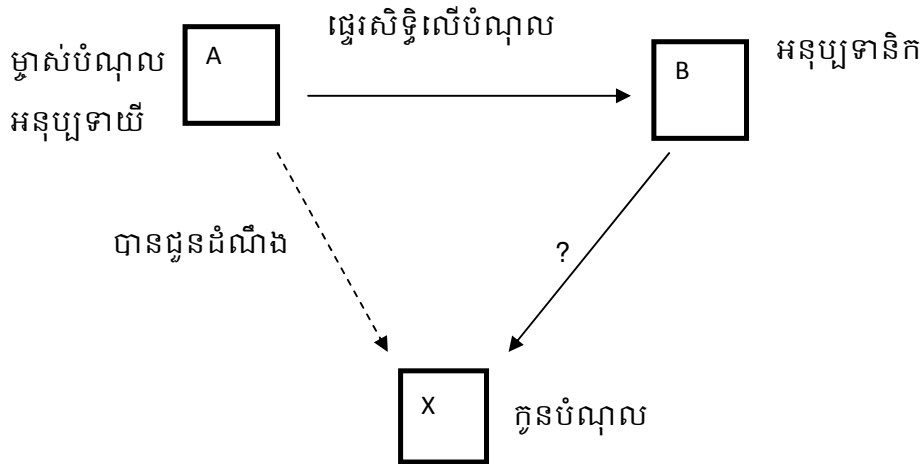 ផ្ទេរសិទ្ធិលើបំណុល
ម្ចាស់បំណុល
អនុប្បទាយី
A
B
អនុប្បទានិក
បានជូនដំណឹង
?
X
កូនបំណុល